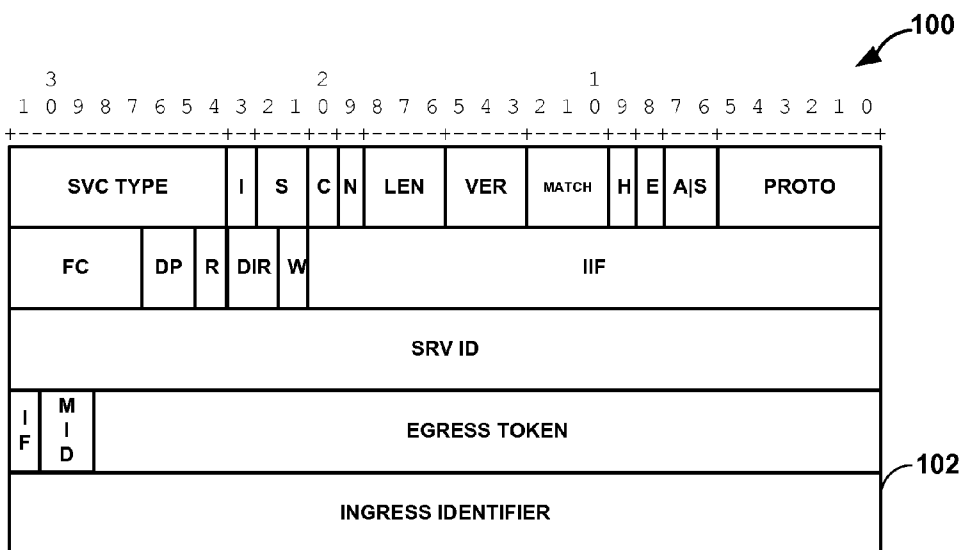 100
3 2 1
1 0 9 8 7 6 5 4 3 2 1 0 9 8 7 6 5 4 3 2 1 0 9 8 7 6 5 4 3 2 1 0
+---------------+-+---+-+-+-----+-----+-----+-+-+---+-----------+
SVC TYPE I S C N LEN VER MATCH H E A|S PROTO
FC DP R DIR W IIF
SRV ID
IF MID EGRESS TOKEN
102
INGRESS IDENTIFIER